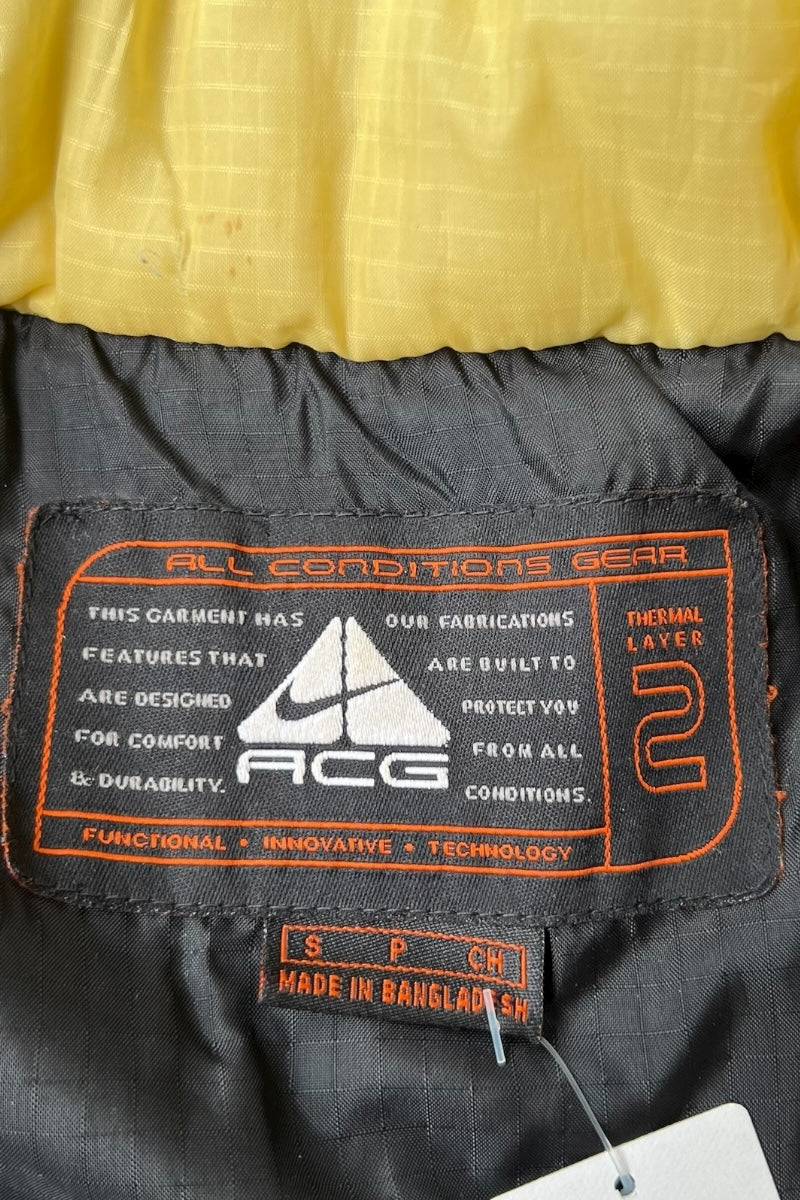 ALL CONDITIONS GEAR
THIS GARMENT HAS
FEATURES THAT
ARE DESIGNED
FOR COMFORT
& DURABILITY.
ACG
OUR FABRICATIONS
ARE BUILT TO
PROTECT YOU
FROM ALL
CONDITIONS.
THERMAL
LAYER
2
FUNCTIONAL • INNOVATIVE • TECHNOLOGY
S P CH
MADE IN BANGLADESH